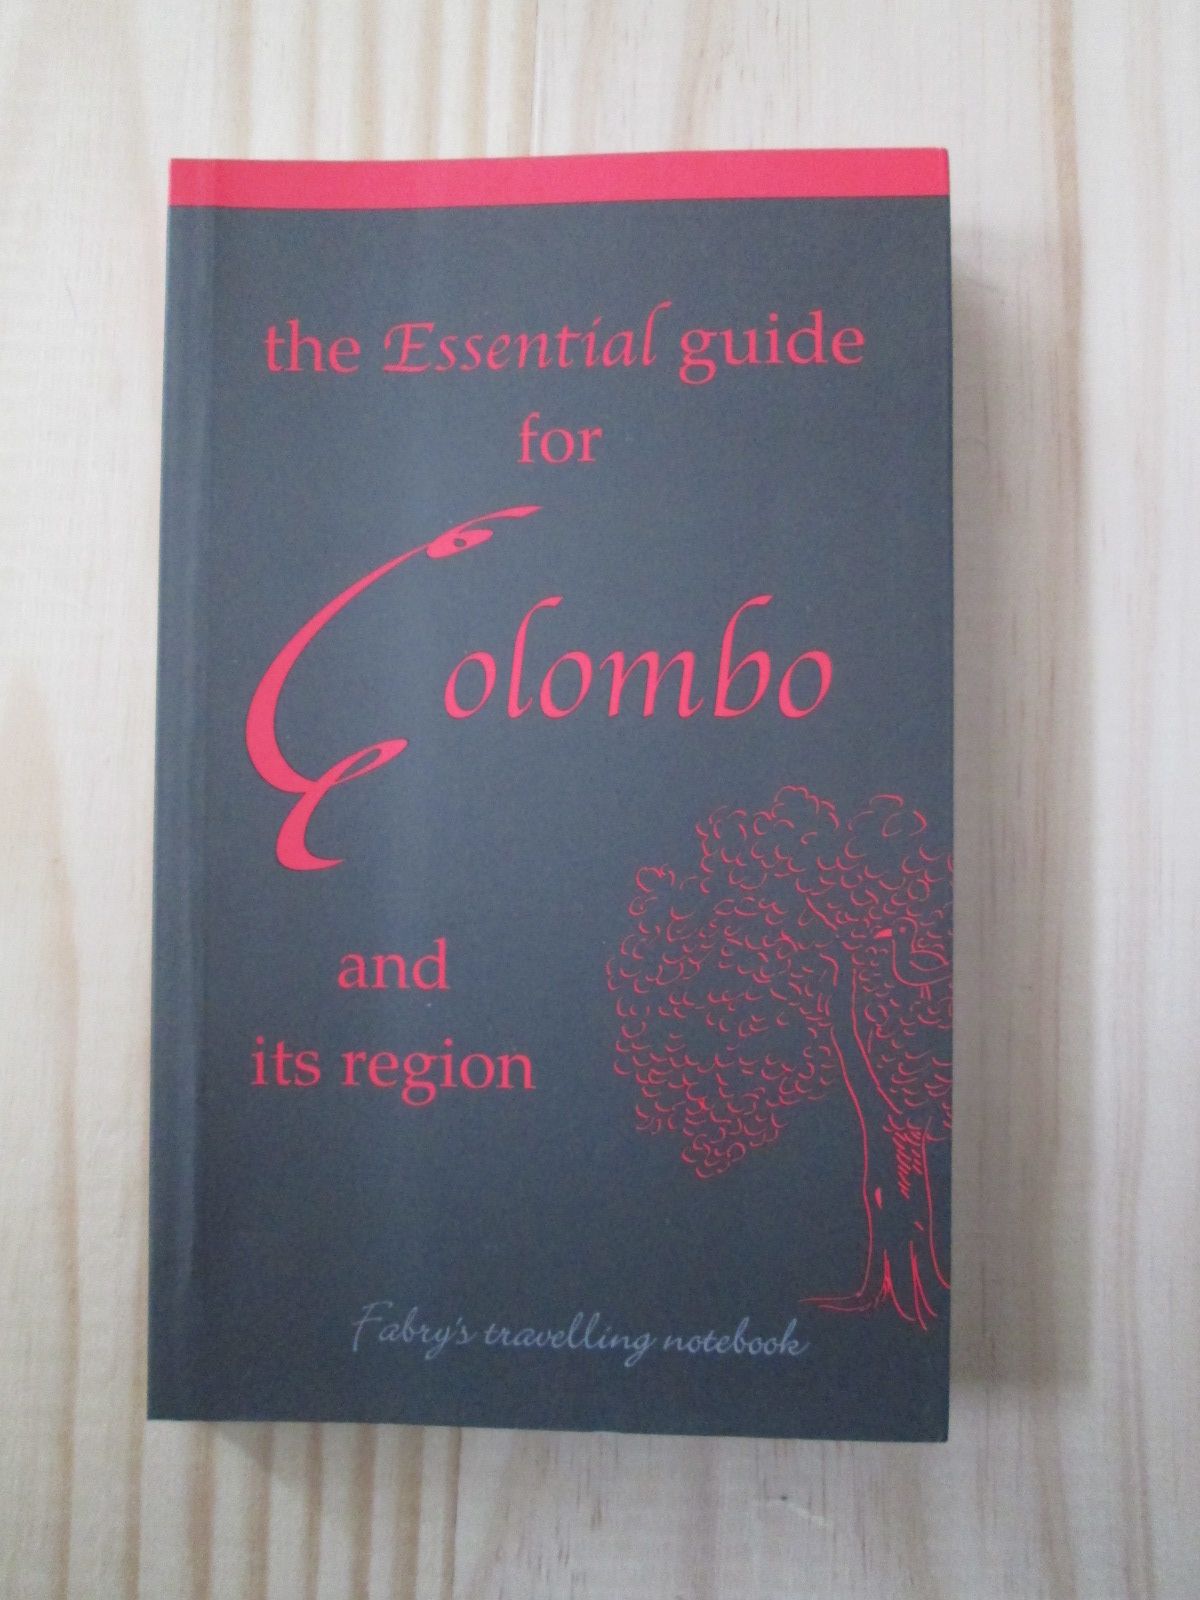 the Essential guide
for
Colombo
and
its region
Fabry's travelling notebook